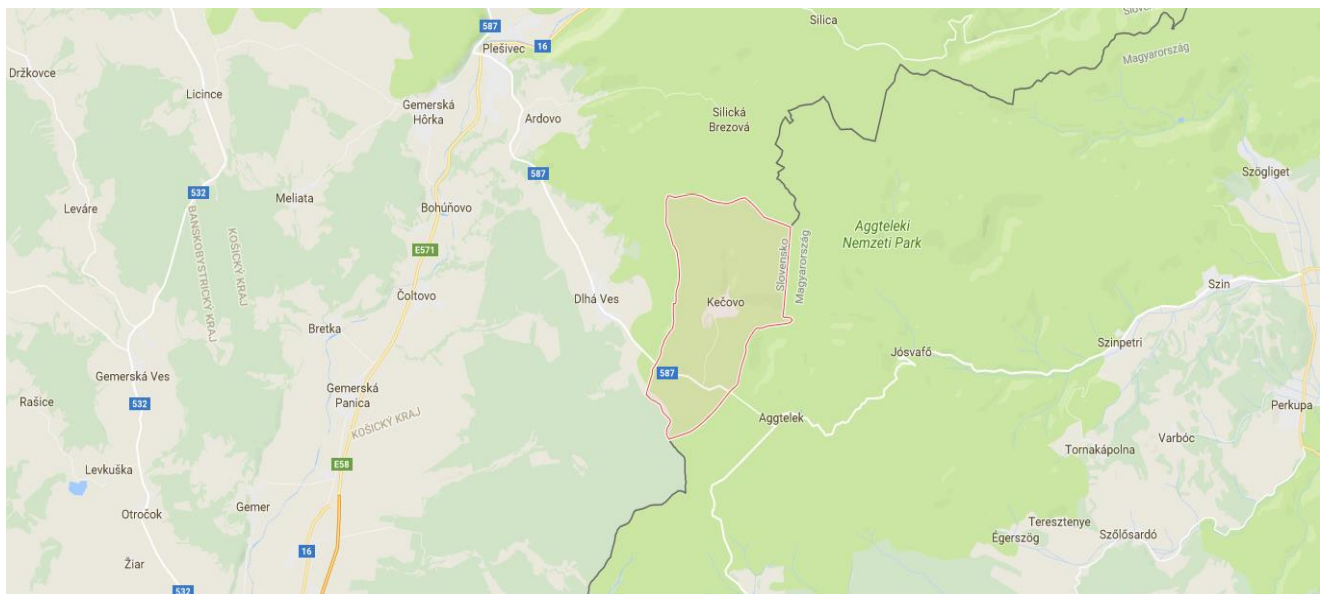 587
16
Plešivec
Silica
Magyarország
Držkovce
Licince
Gemerská
Hôrka
Ardovo
Silická
Brezová
587
Szögliget
532
Meliata
Leváre
Bohúňovo
BANSKOBYSTRICKÝ KRAJ
KOŠICKÝ KRAJ
E571
Aggteleki
Nemzeti Park
Slovensko
Magyarország
Čoltovo
Dlhá Ves
Kečovo
Szin
Bretka
Szinpetri
Jósvafő
Gemerská Ves
587
Gemerská
Panica
Rašice
532
KOŠICKÝ KRAJ
Aggtelek
Perkupa
Varbóc
Tornakápolna
Levkuška
E58
Gemer
Otročok
Teresztenye
Égerszög
Szőlősardó
16
Žiar
532